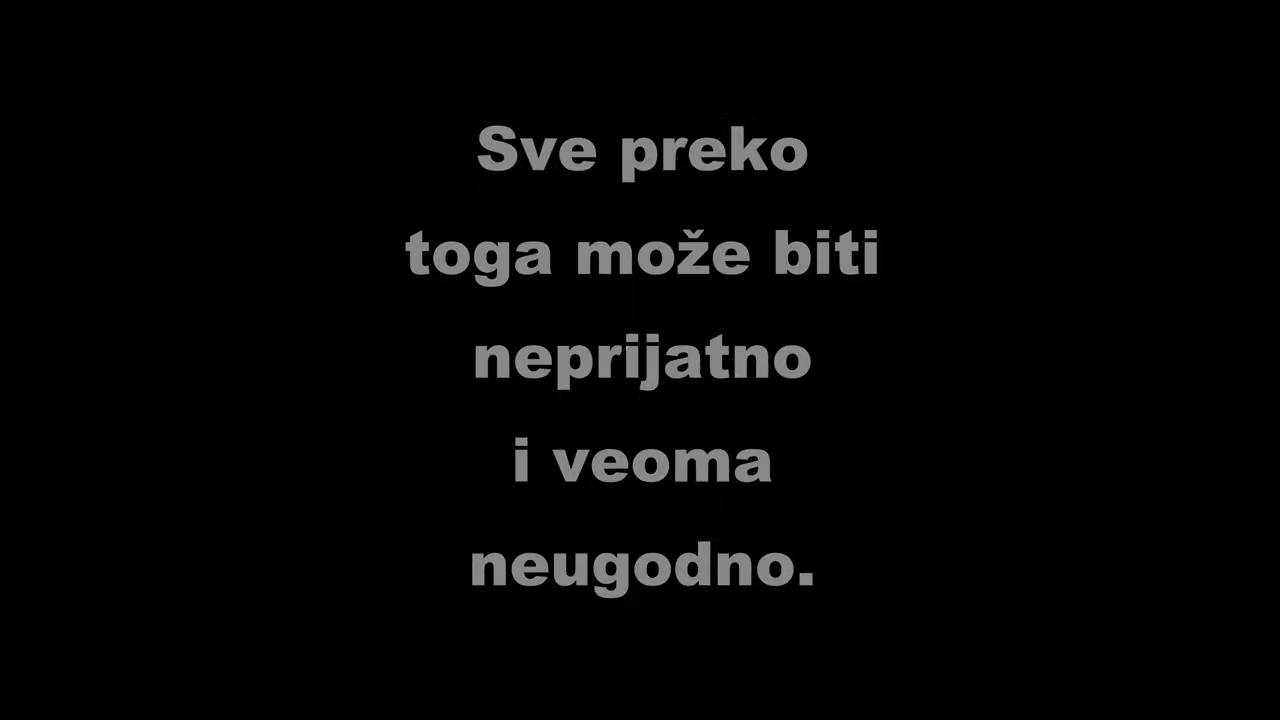 Sve preko
toga može biti
neprijatno
i veoma
neugodno.